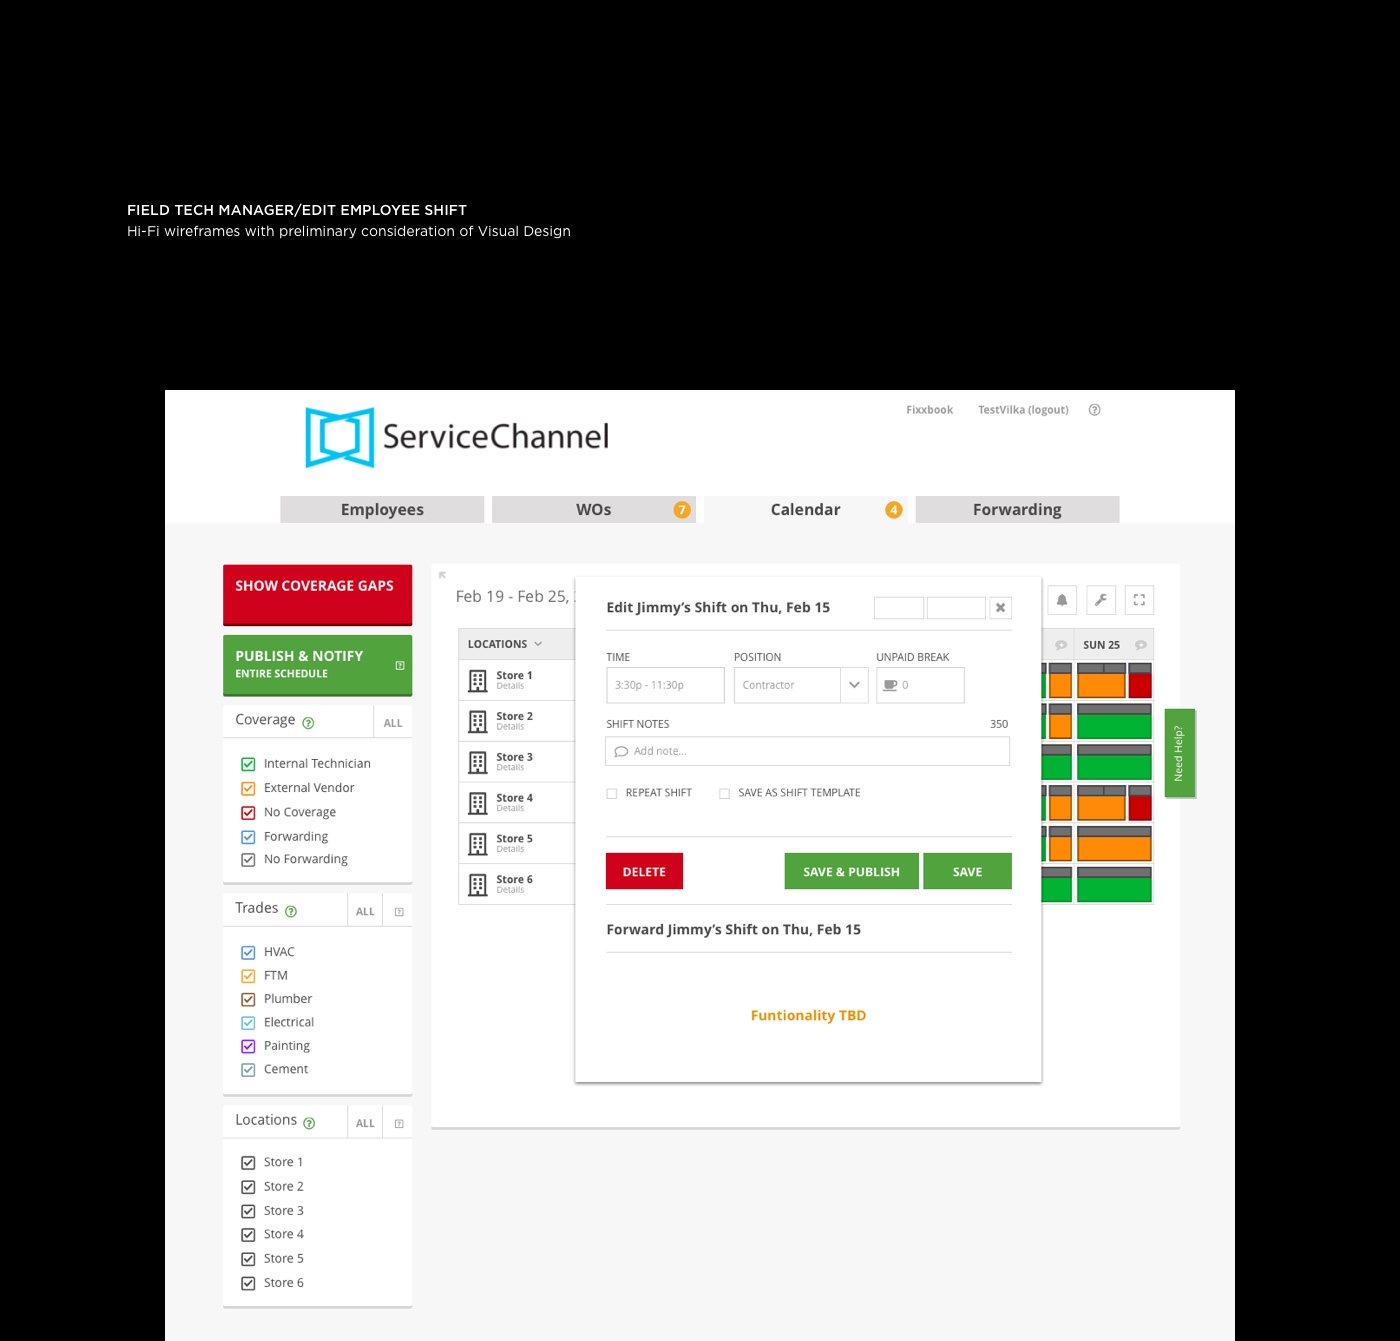 FIELD TECH MANAGER/EDIT EMPLOYEE SHIFT
Hi-Fi wireframes with preliminary consideration of Visual Design
Fixxbook TestVilka (logout) ?
ServiceChannel
Employees WOs 7 Calendar 4 Forwarding
SHOW COVERAGE GAPS
PUBLISH & NOTIFY ?
ENTIRE SCHEDULE
Coverage ? ALL
Internal Technician
External Vendor
No Coverage
Forwarding
No Forwarding
Trades ? ALL ?
HVAC
FTM
Plumber
Electrical
Painting
Cement
Locations ? ALL ?
Store 1
Store 2
Store 3
Store 4
Store 5
Store 6
Feb 19 - Feb 25,
LOCATIONS
SUN 25
Store 1
Details
Store 2
Details
Store 3
Details
Store 4
Details
Store 5
Details
Store 6
Details
Edit Jimmy's Shift on Thu, Feb 15
TIME POSITION UNPAID BREAK
3:30p - 11:30p Contractor 0
SHIFT NOTES 350
Add note...
REPEAT SHIFT SAVE AS SHIFT TEMPLATE
DELETE SAVE & PUBLISH SAVE
Forward Jimmy's Shift on Thu, Feb 15
Funtionality TBD
Need Help?